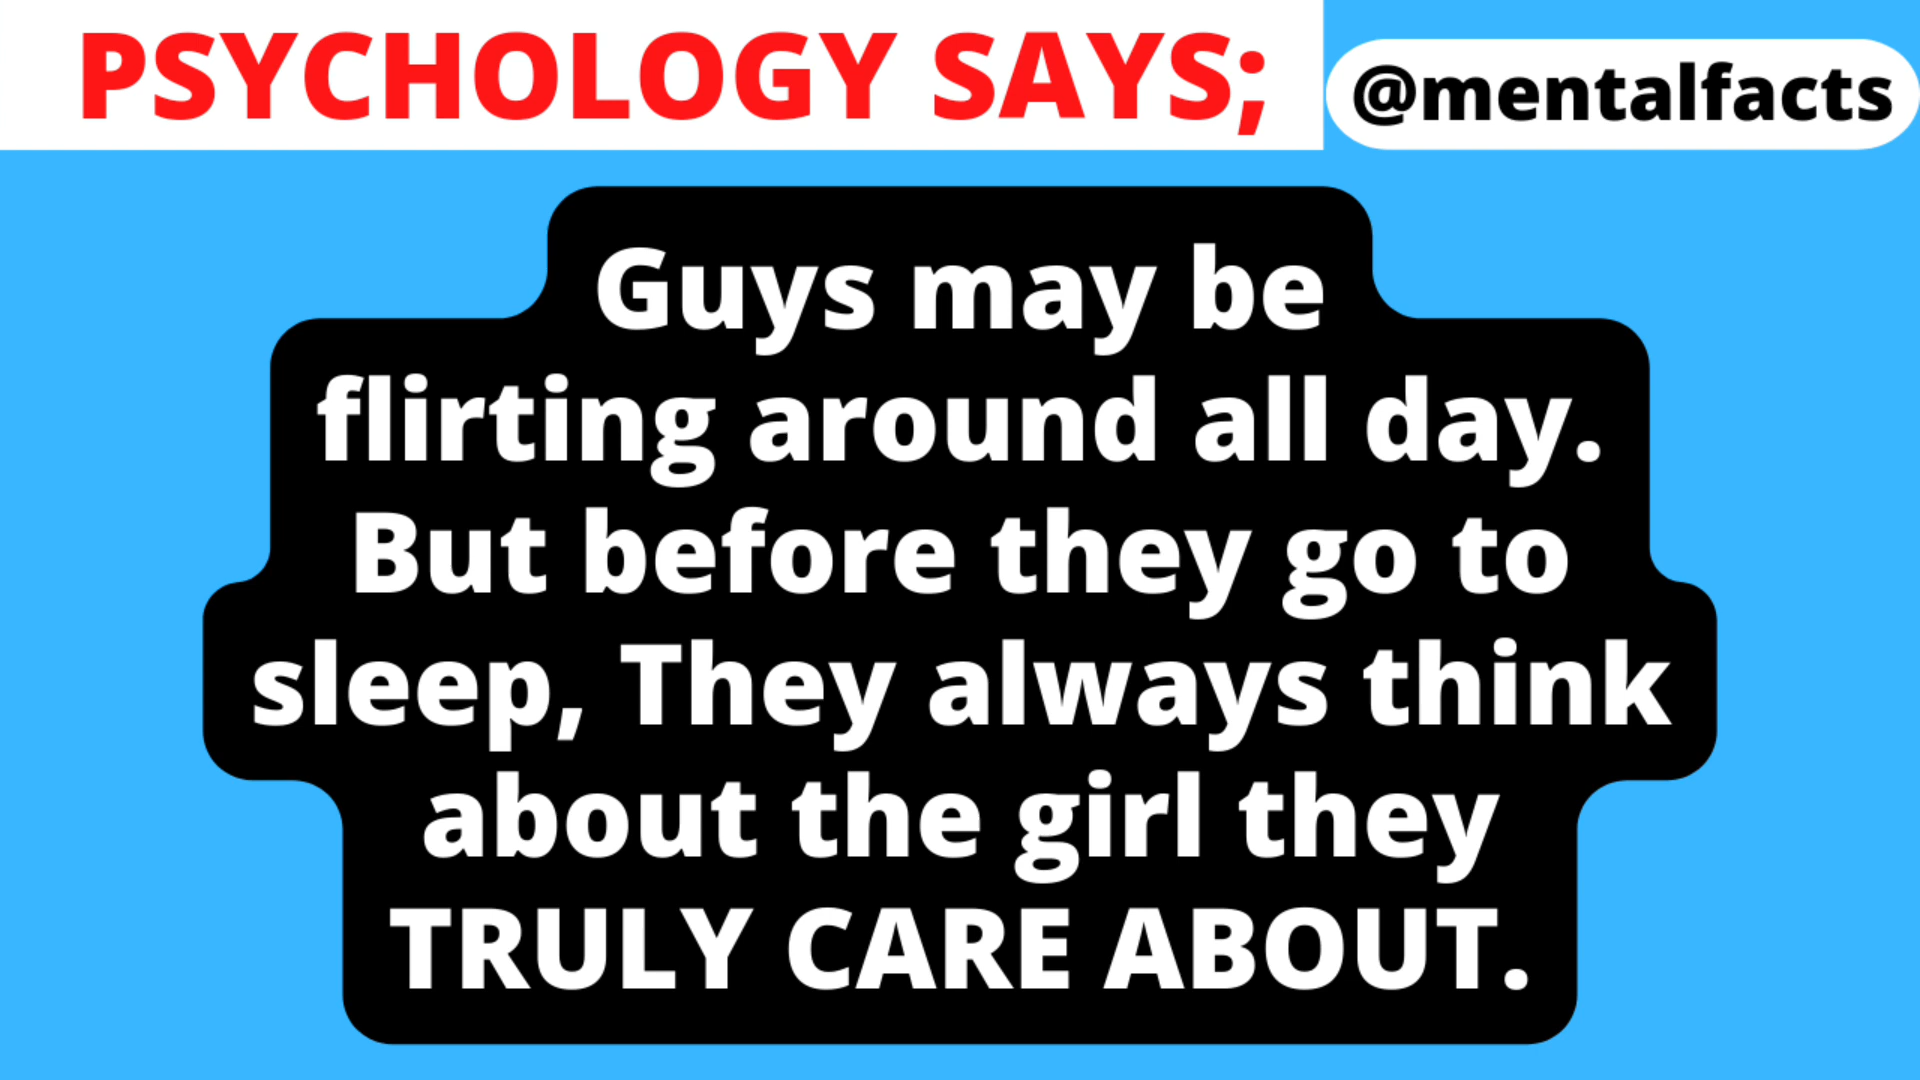 PSYCHOLOGY SAYS;
@mentalfacts
Guys may be
flirting around all day.
But before they go to
sleep, They always think
about the girl they
TRULY CARE ABOUT.